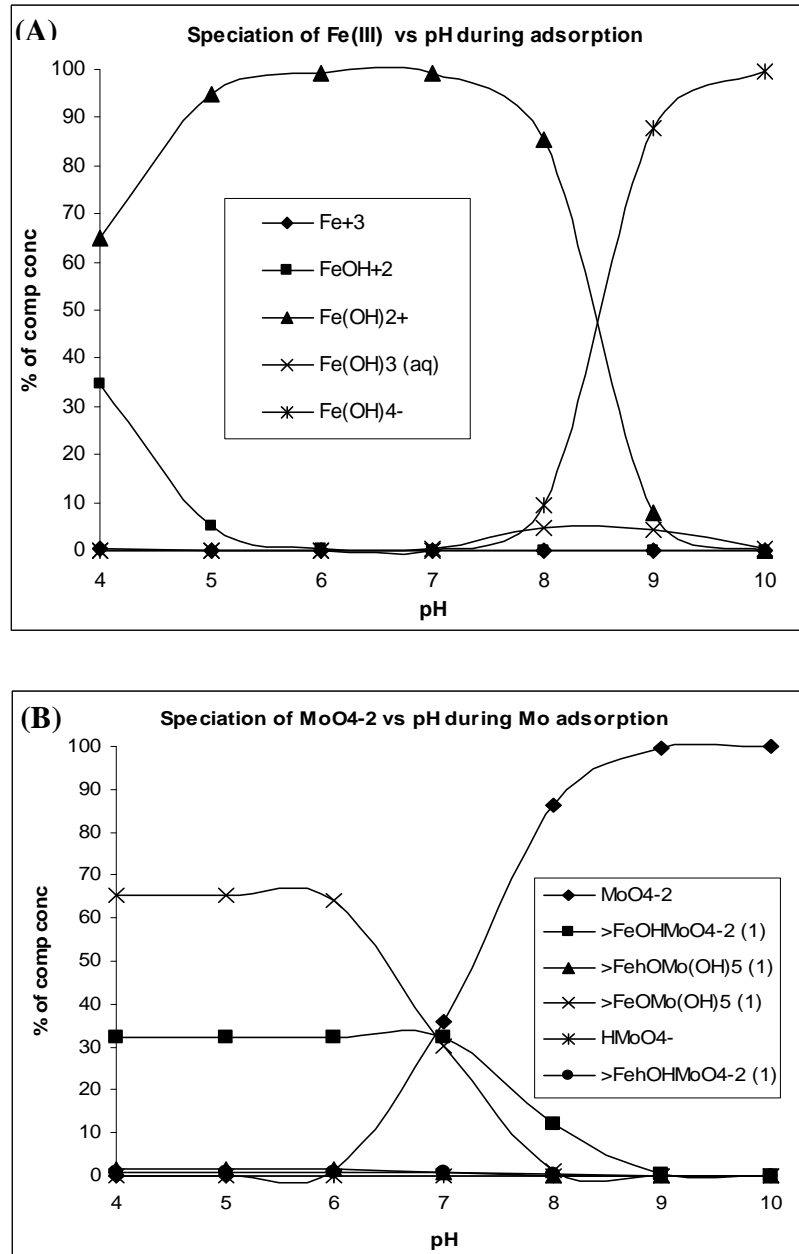 (A)
Speciation of Fe(III) vs pH during adsorption
100
90
80
70
60
50
40
30
20
10
0
% of comp conc
Fe+3
FeOH+2
Fe(OH)2+
Fe(OH)3 (aq)
Fe(OH)4-
4 5 6 7 8 9 10
pH
(B)
Speciation of MoO4-2 vs pH during Mo adsorption
100
90
80
70
60
50
40
30
20
10
0
% of comp conc
MoO4-2
>FeOHMoO4-2 (1)
>FehOMo(OH)5 (1)
>FeOMo(OH)5 (1)
HMoO4-
>FehOHMoO4-2 (1)
4 5 6 7 8 9 10
pH